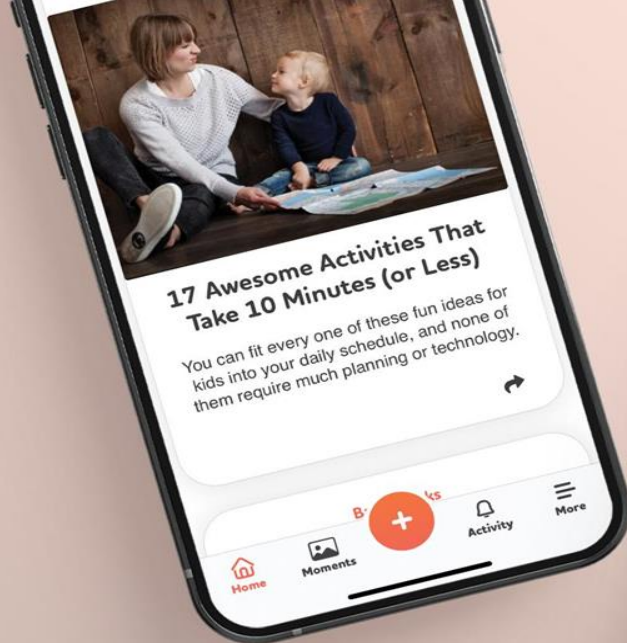 17 Awesome Activities That
Take 10 Minutes (or Less)
You can fit every one of these fun ideas for
kids into your daily schedule, and none of
them require much planning or technology.
Home
Moments
Activity
More